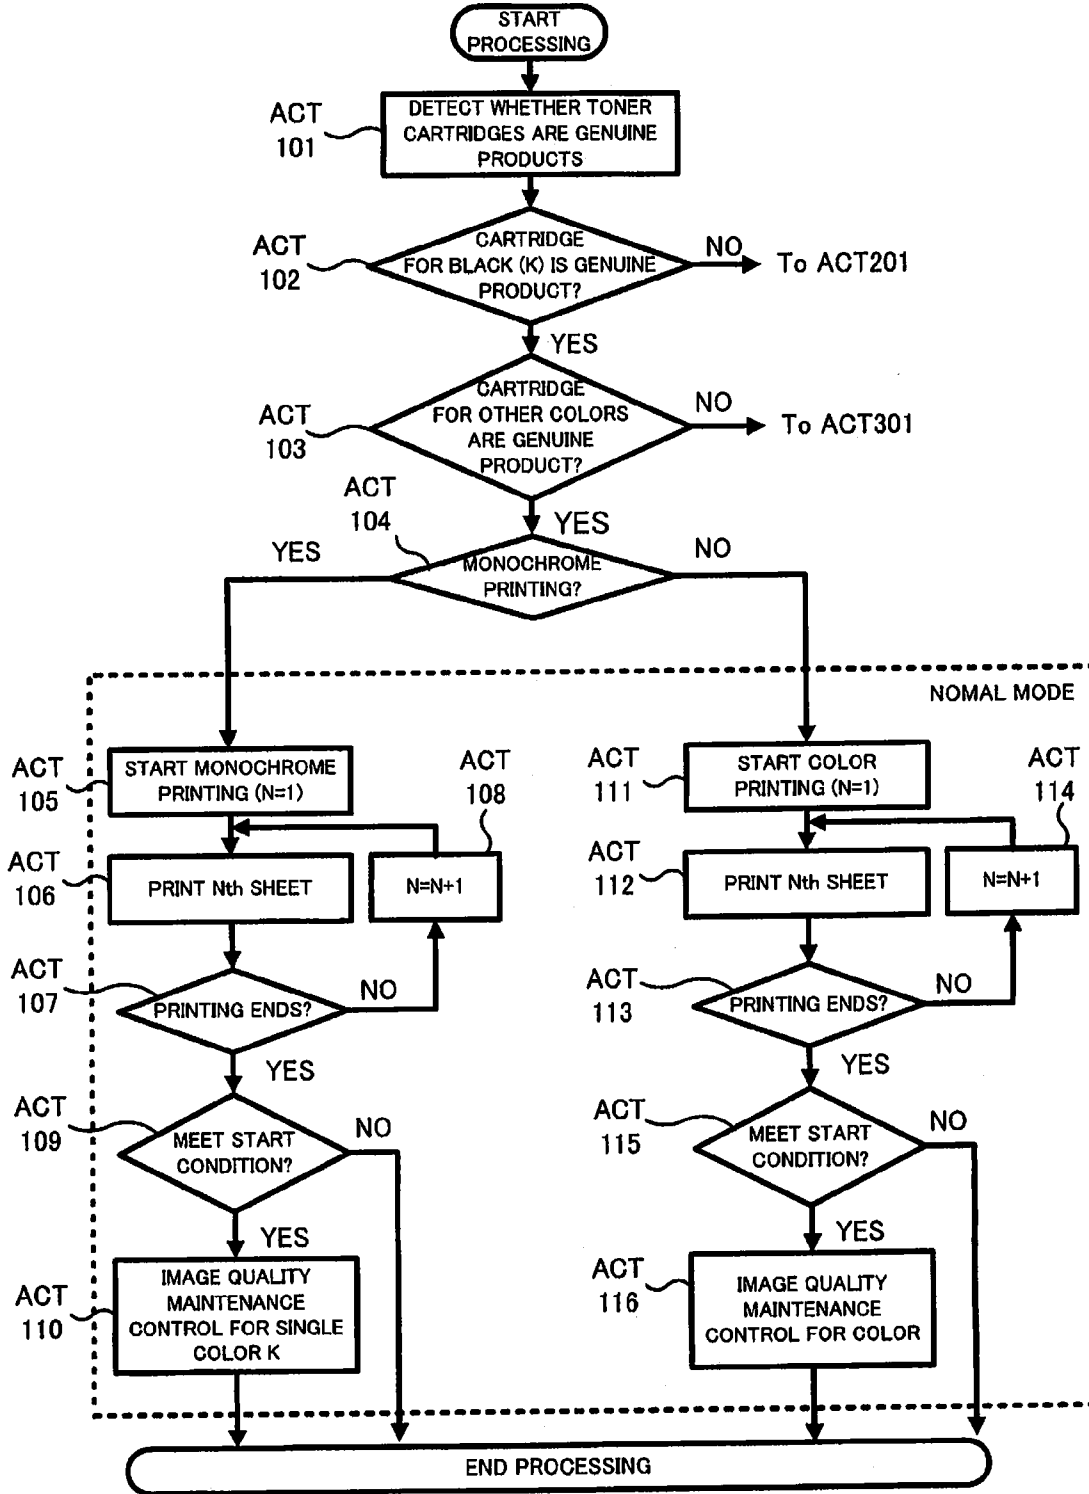 START
PROCESSING
ACT
101
DETECT WHETHER TONER
CARTRIDGES ARE GENUINE
PRODUCTS
ACT
102
CARTRIDGE
FOR BLACK (K) IS GENUINE
PRODUCT?
NO
To ACT201
YES
ACT
103
CARTRIDGE
FOR OTHER COLORS
ARE GENUINE
PRODUCT?
NO
To ACT301
YES
ACT
104
MONOCHROME
PRINTING?
YES
NO
NOMAL MODE
ACT
105
START MONOCHROME
PRINTING (N=1)
ACT
108
N=N+1
ACT
106
PRINT Nth SHEET
ACT
107
PRINTING ENDS?
NO
YES
ACT
109
MEET START
CONDITION?
NO
YES
ACT
110
IMAGE QUALITY
MAINTENANCE
CONTROL FOR SINGLE
COLOR K
ACT
111
START COLOR
PRINTING (N=1)
ACT
114
N=N+1
ACT
112
PRINT Nth SHEET
ACT
113
PRINTING ENDS?
NO
YES
ACT
115
MEET START
CONDITION?
NO
YES
ACT
116
IMAGE QUALITY
MAINTENANCE
CONTROL FOR COLOR
END PROCESSING